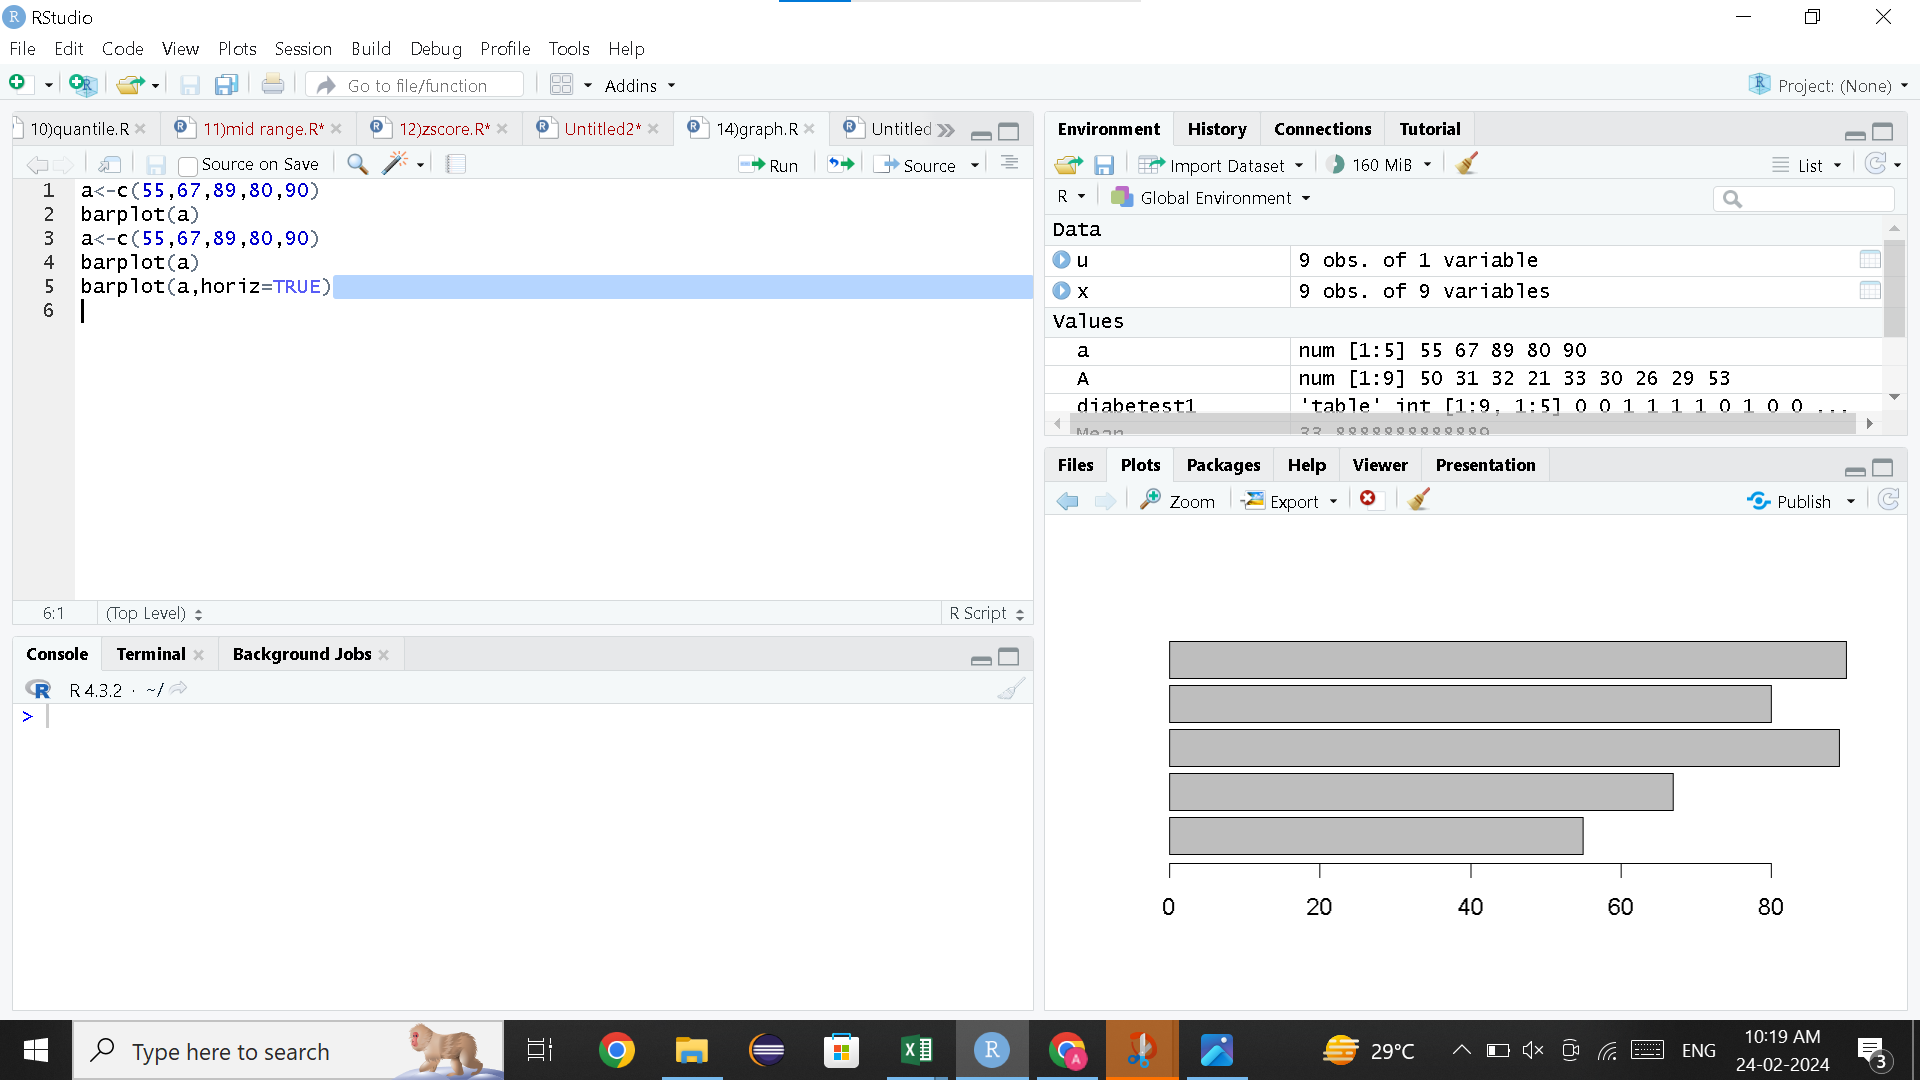 RStudio
File Edit Code View Plots Session Build Debug Profile Tools Help
Go to file/function Addins Project: (None)
10)quantile.R 11)mid range.R* 12)zscore.R* Untitled2* 14)graph.R Untitled
Source on Save Run Source
1 a<-c(55,67,89,80,90)
2 barplot(a)
3 a<-c(55,67,89,80,90)
4 barplot(a)
5 barplot(a,horiz=TRUE)
6
6:1 (Top Level) R Script
Console Terminal Background Jobs
R 4.3.2 · ~/
>
Environment History Connections Tutorial
Import Dataset 160 MiB List
R Global Environment
Data
u 9 obs. of 1 variable
x 9 obs. of 9 variables
Values
a num [1:5] 55 67 89 80 90
A num [1:9] 50 31 32 21 33 30 26 29 53
diabetest1 'table' int [1:9, 1:5] 0 0 1 1 1 1 0 1 0 0 ...
Mean 33.8888888888889
Files Plots Packages Help Viewer Presentation
Zoom Export Publish
0 20 40 60 80
Type here to search 29°C ENG 10:19 AM
24-02-2024 3